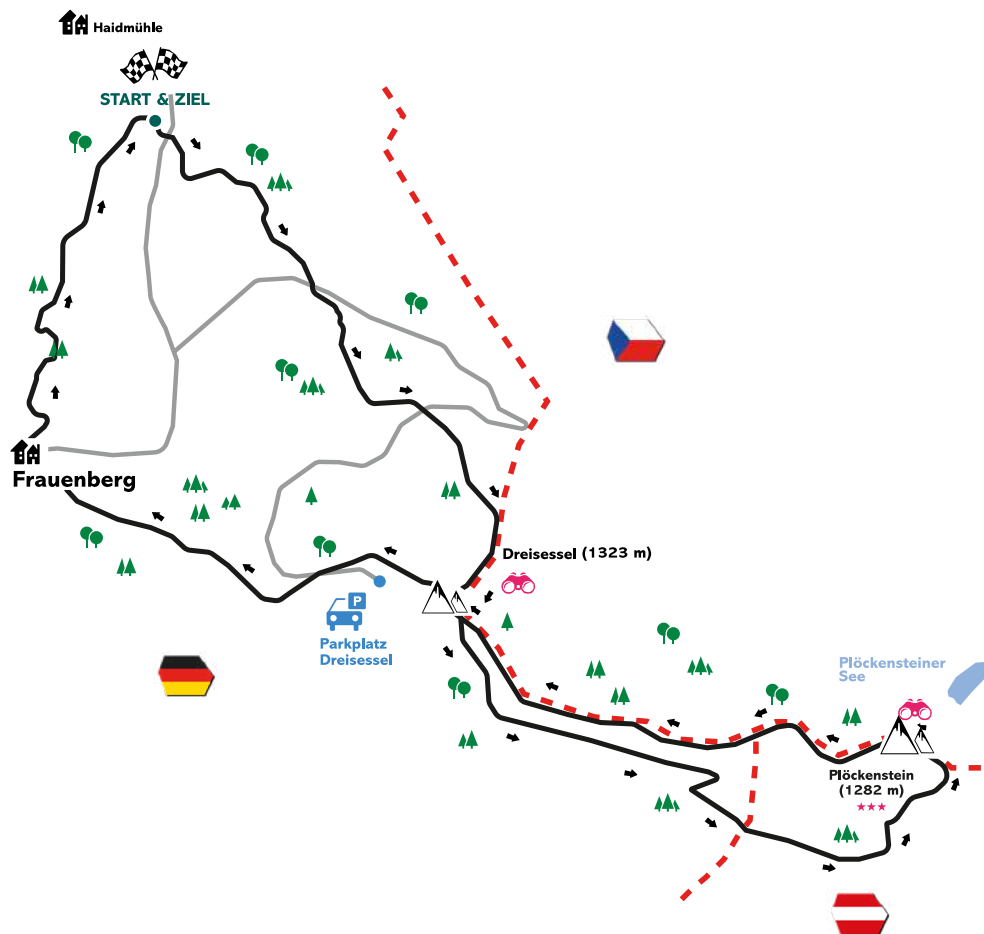 Haidmühle
START & ZIEL
Frauenberg
Dreisessel (1323 m)
P
Parkplatz
Dreisessel
Plöckensteiner
See
Plöckenstein
(1282 m)